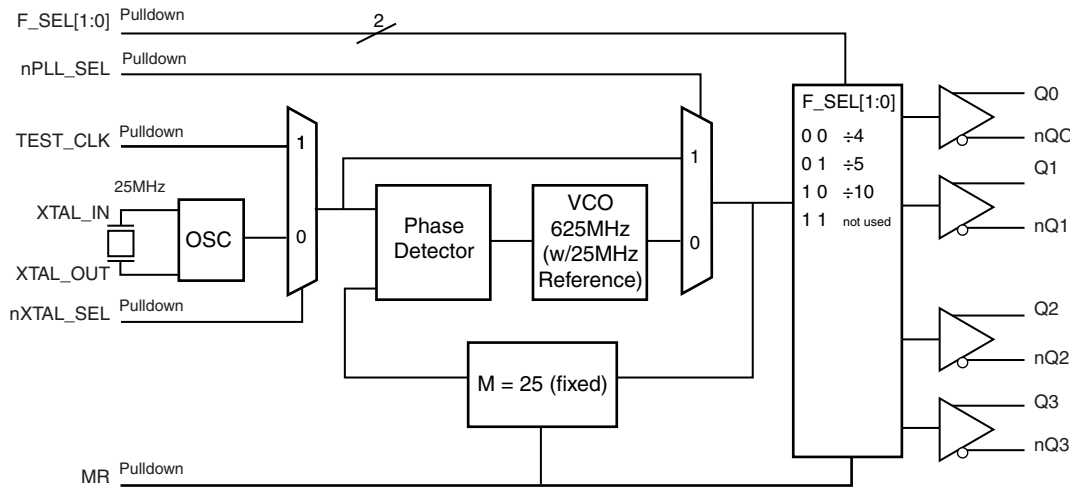 F_SEL[1:0] Pulldown
2
nPLL_SEL Pulldown
TEST_CLK Pulldown
25MHz
XTAL_IN
XTAL_OUT
OSC
nXTAL_SEL Pulldown
1
0
Phase
Detector
VCO
625MHz
(w/25MHz
Reference)
1
0
M = 25 (fixed)
MR Pulldown
F_SEL[1:0]
0 0 ÷4
0 1 ÷5
1 0 ÷10
1 1 not used
Q0
nQ0
Q1
nQ1
Q2
nQ2
Q3
nQ3